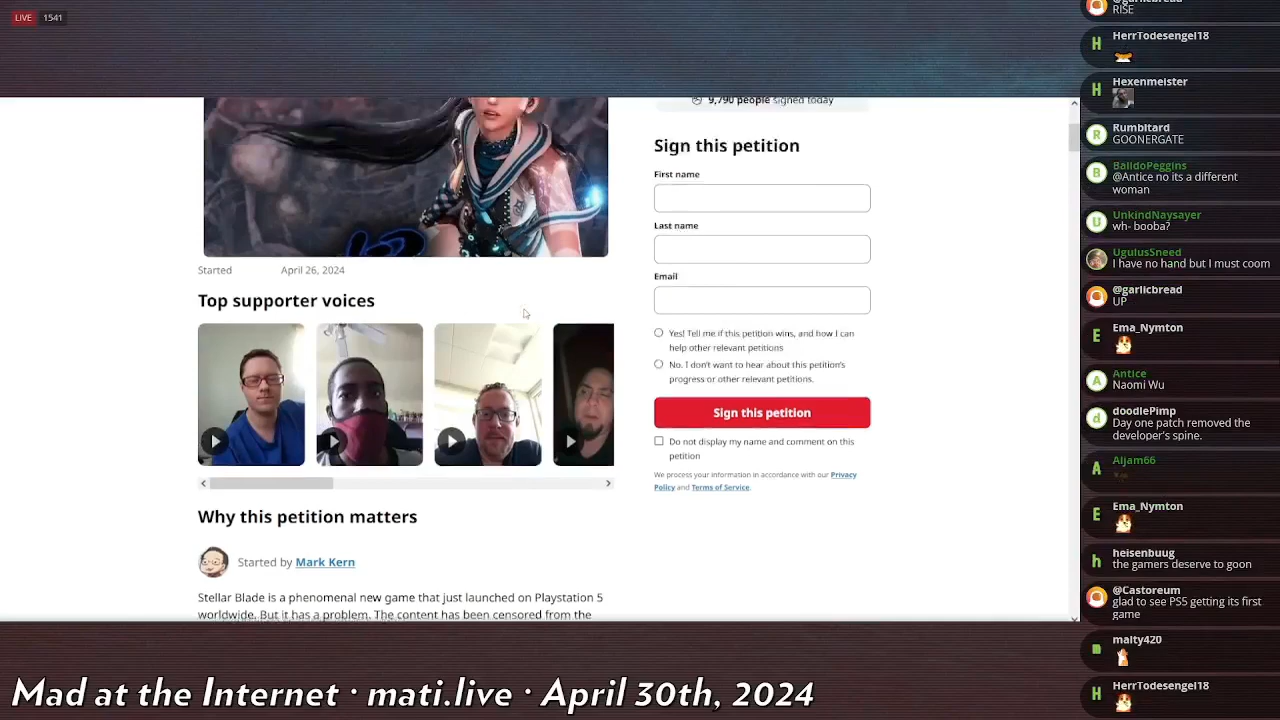 LIVE 1541
9,790 people signed today
Sign this petition
First name
Last name
Email
Yes! Tell me if this petition wins, and how I can
help other relevant petitions
No. I don't want to hear about this petition's
progress or other relevant petitions.
Sign this petition
Do not display my name and comment on this
petition
We process your information in accordance with our Privacy
Policy and Terms of Service.
Started April 26, 2024
Top supporter voices
Why this petition matters
Started by Mark Kern
Stellar Blade is a phenomenal new game that just launched on Playstation 5
worldwide. But it has a problem. The content has been censored from the
@garlicbread
RISE
HerrTodesengel18
Hexenmeister
Rumbltard
GOONERGATE
BalldoPeggins
@Antice no its a different
woman
UnkindNaysayer
wh- booba?
UgulusSneed
I have no hand but I must coom
@garlicbread
UP
Ema_Nymton
Antice
Naomi Wu
doodlePimp
Day one patch removed the
developer's spine.
Aljam66
Ema_Nymton
heisenbuug
the gamers deserve to goon
@Castoreum
glad to see PS5 getting its first
game
malty420
HerrTodesengel18
Mad at the Internet · mati.live · April 30th, 2024